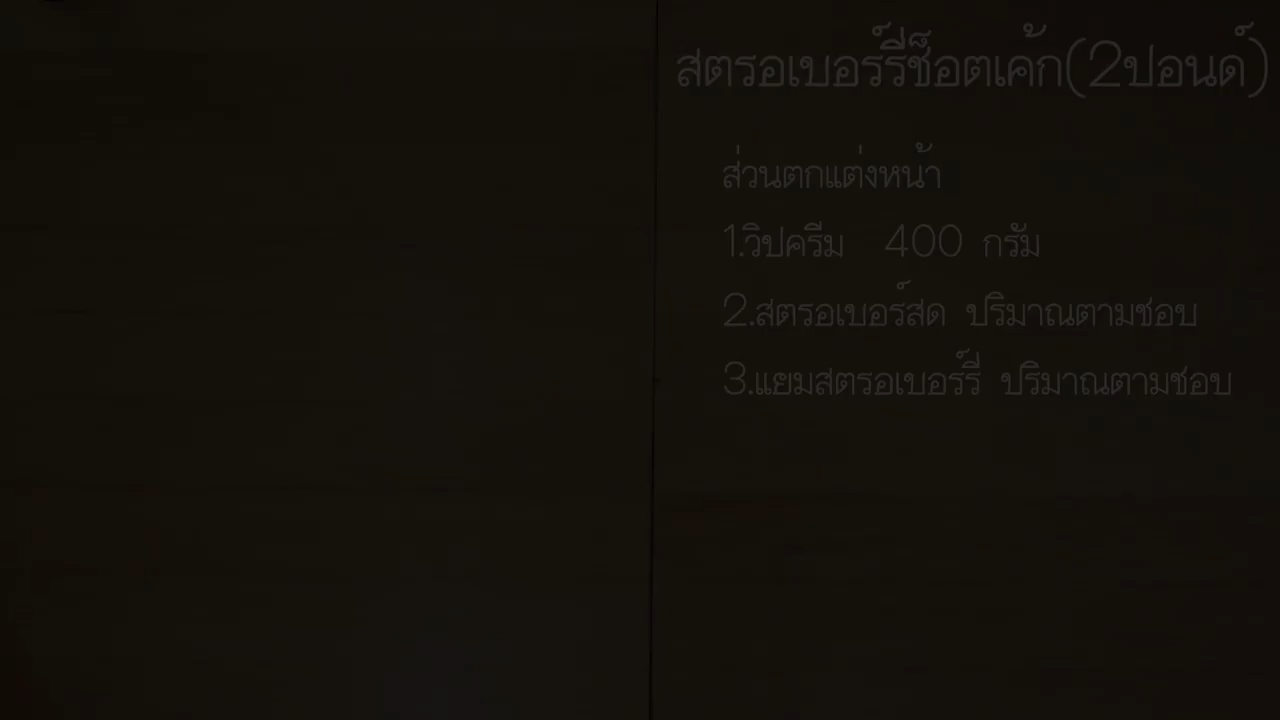 สตรอเบอร์รี่ช็อตเค้ก(2ปอนด์)
ส่วนตกแต่งหน้า
1.วิปครีม 400 กรัม
2.สตรอเบอร์สด ปริมาณตามชอบ
3.แยมสตรอเบอร์รี่ ปริมาณตามชอบ